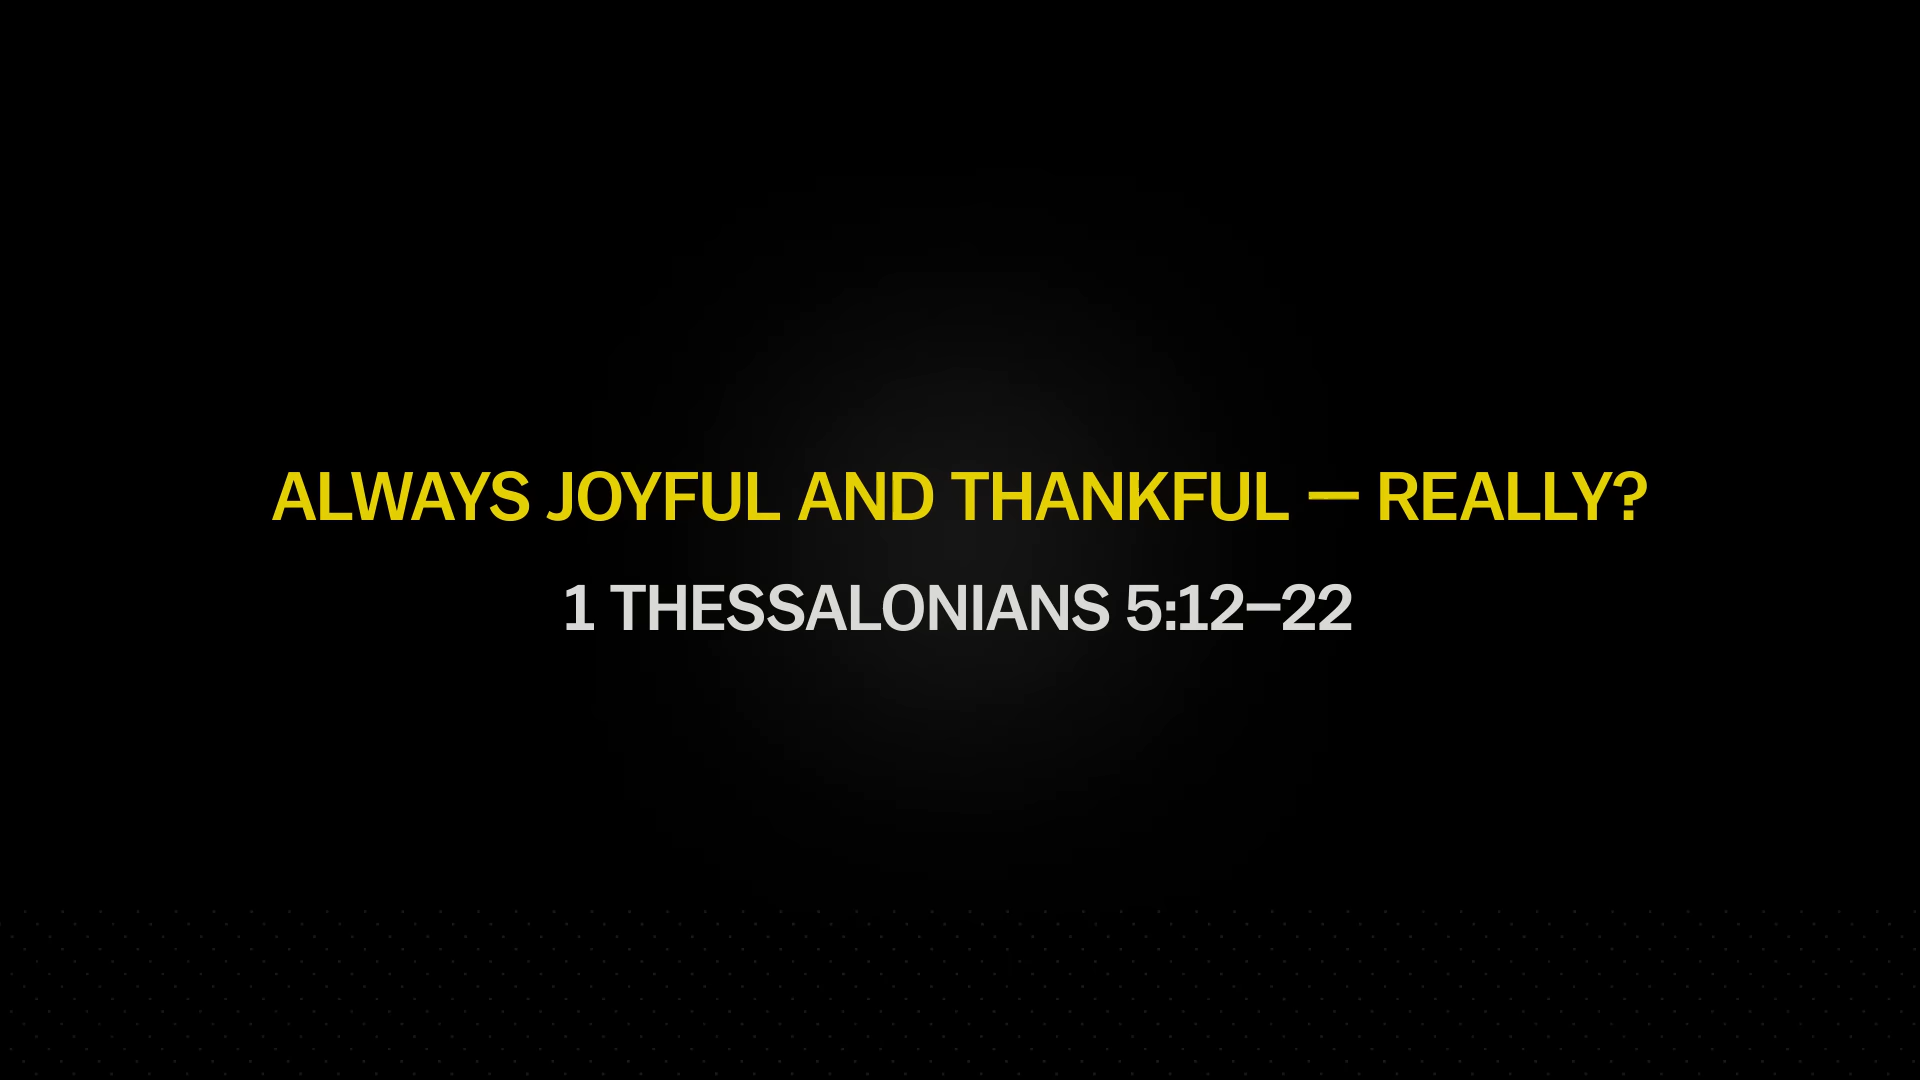 ALWAYS JOYFUL AND THANKFUL — REALLY?
1 THESSALONIANS 5:12–22